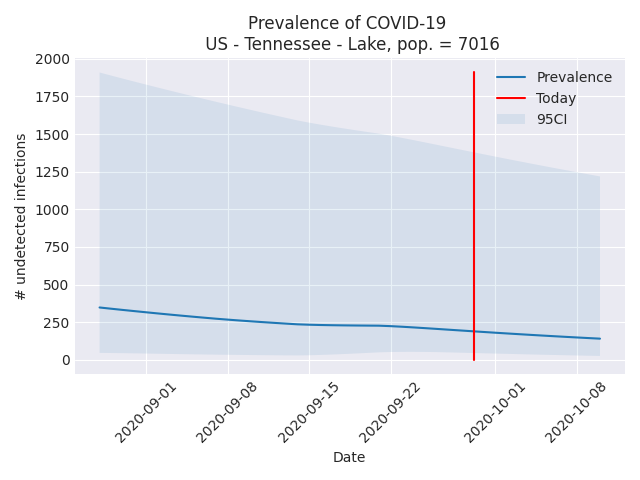 Prevalence of COVID-19
US - Tennessee - Lake, pop. = 7016
# undetected infections
2000
1750
1500
1250
1000
750
500
250
0
Prevalence
Today
95CI
2020-09-01
2020-09-08
2020-09-15
2020-09-22
2020-10-01
2020-10-08
Date